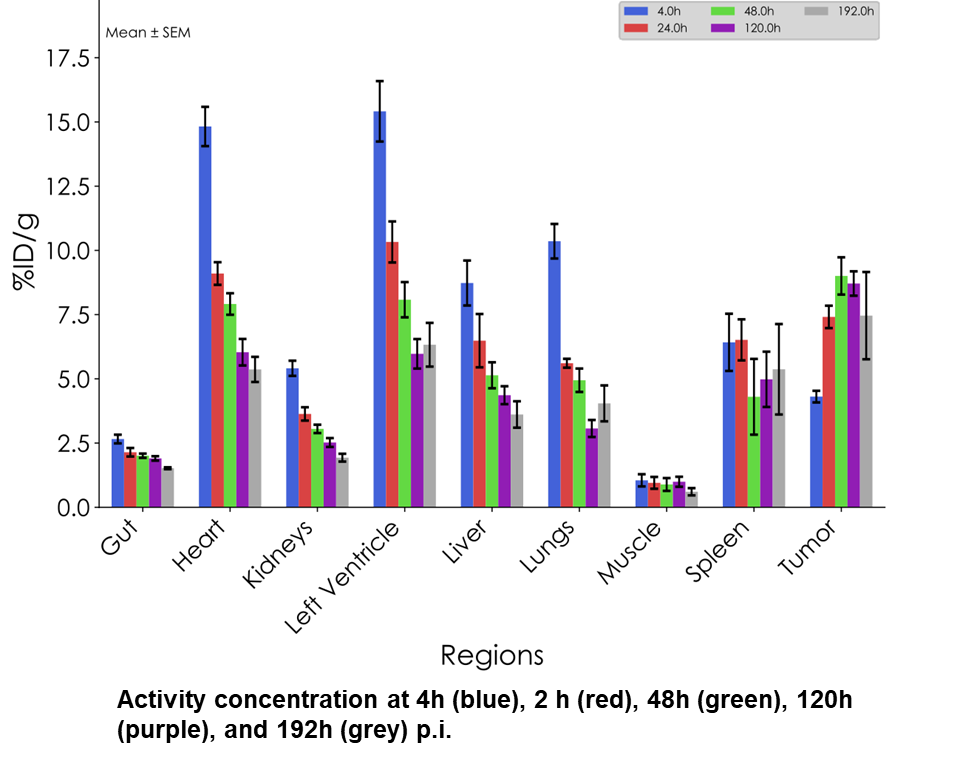 Mean ± SEM
4.0h 48.0h 192.0h
24.0h 120.0h
17.5
15.0
12.5
10.0
7.5
5.0
2.5
0.0
%ID/g
Gut
Heart
Kidneys
Left Ventricle
Liver
Lungs
Muscle
Spleen
Tumor
Regions
Activity concentration at 4h (blue), 2 h (red), 48h (green), 120h
(purple), and 192h (grey) p.i.